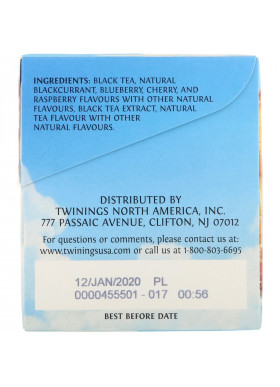 INGREDIENTS: BLACK TEA, NATURAL
BLACKCURRANT, BLUEBERRY, CHERRY, AND
RASPBERRY FLAVOURS WITH OTHER NATURAL
FLAVOURS. BLACK TEA EXTRACT, NATURAL
TEA FLAVOUR WITH OTHER
NATURAL FLAVOURS.
DISTRIBUTED BY
TWININGS NORTH AMERICA, INC.
777 PASSAIC AVENUE, CLIFTON, NJ 07012
For questions or comments, please contact us at:
www.twiningsusa.com or call us at 1-800-803-6695
12/JAN/2020 PL
0000455501 - 017 00:56
BEST BEFORE DATE